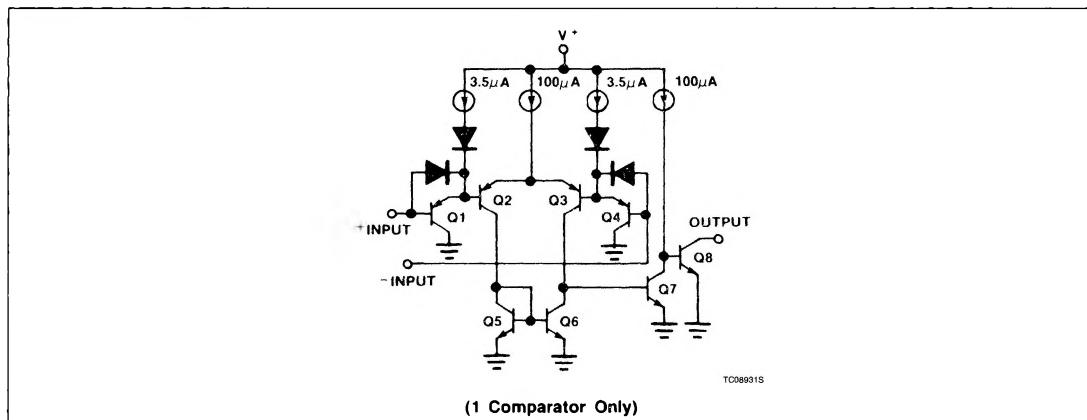 V+
3.5μA 100μA 3.5μA 100μA
Q1 Q2 Q3 Q4 OUTPUT
+INPUT
Q8
−INPUT
Q7
Q5 Q6
TC08931S
(1 Comparator Only)